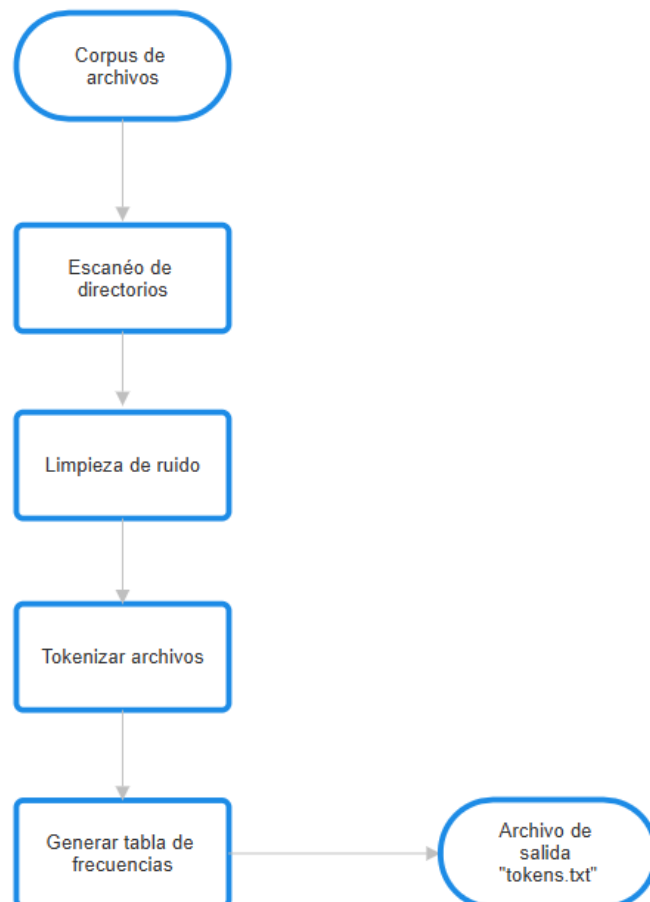 Corpus de
archivos
Escanéo de
directorios
Limpieza de ruido
Tokenizar archivos
Generar tabla de
frecuencias
Archivo de
salida
"tokens.txt"